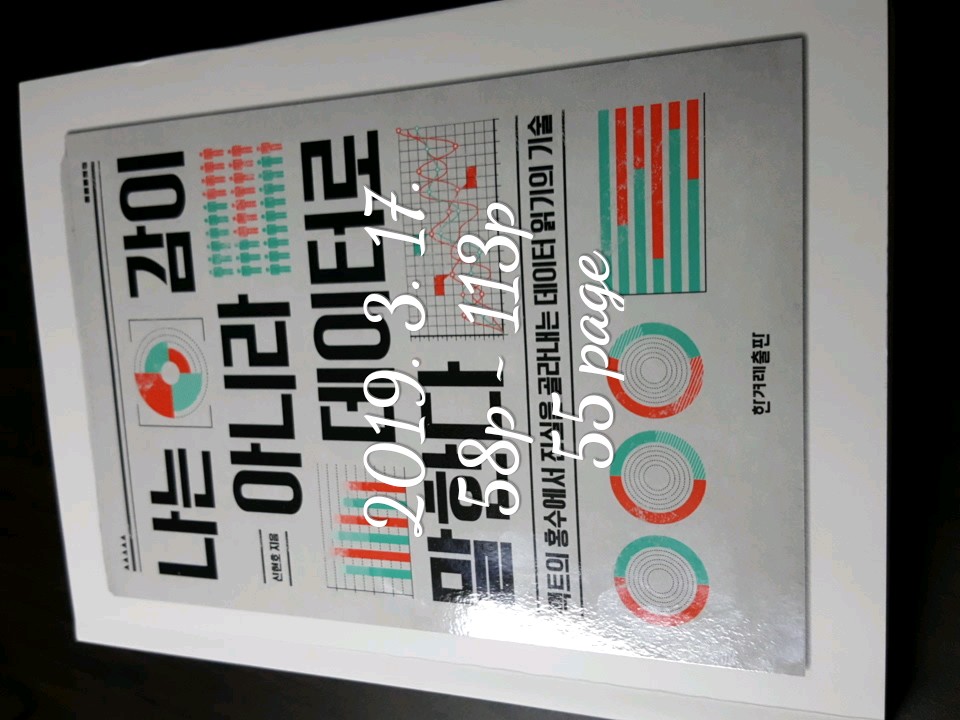 나는 감이
아니라
신현호 지음
데이터로
말한다
팩트의 홍수에서 진실을 골라내는 데이터 읽기의 기술
한겨레출판
2019. 3. 17.
58p ~ 113p
55 page